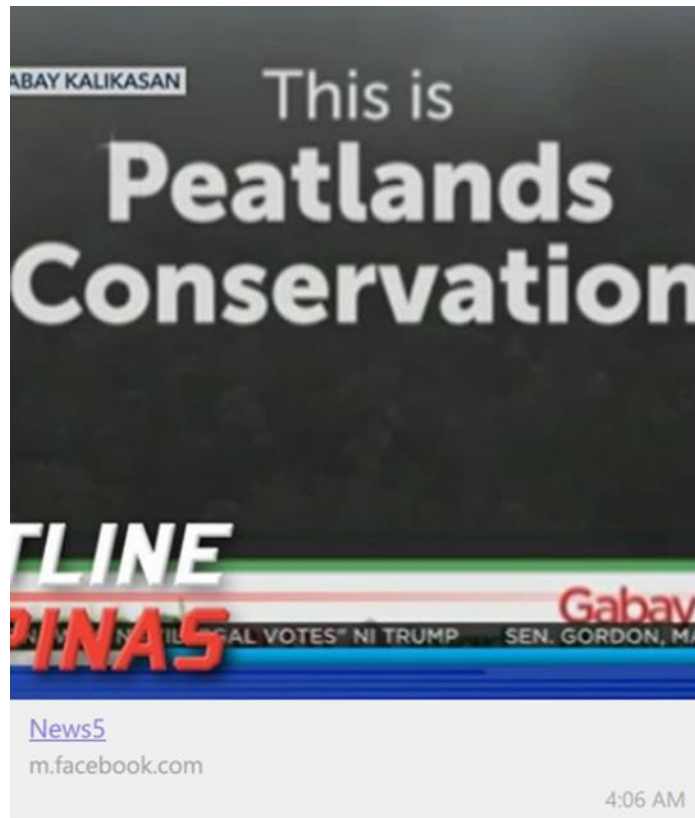 ABAY KALIKASAN
This is
Peatlands
Conservation
TLINE
PINAS
Gabay
GAL VOTES" NI TRUMP SEN. GORDON, MA
News5
m.facebook.com
4:06 AM